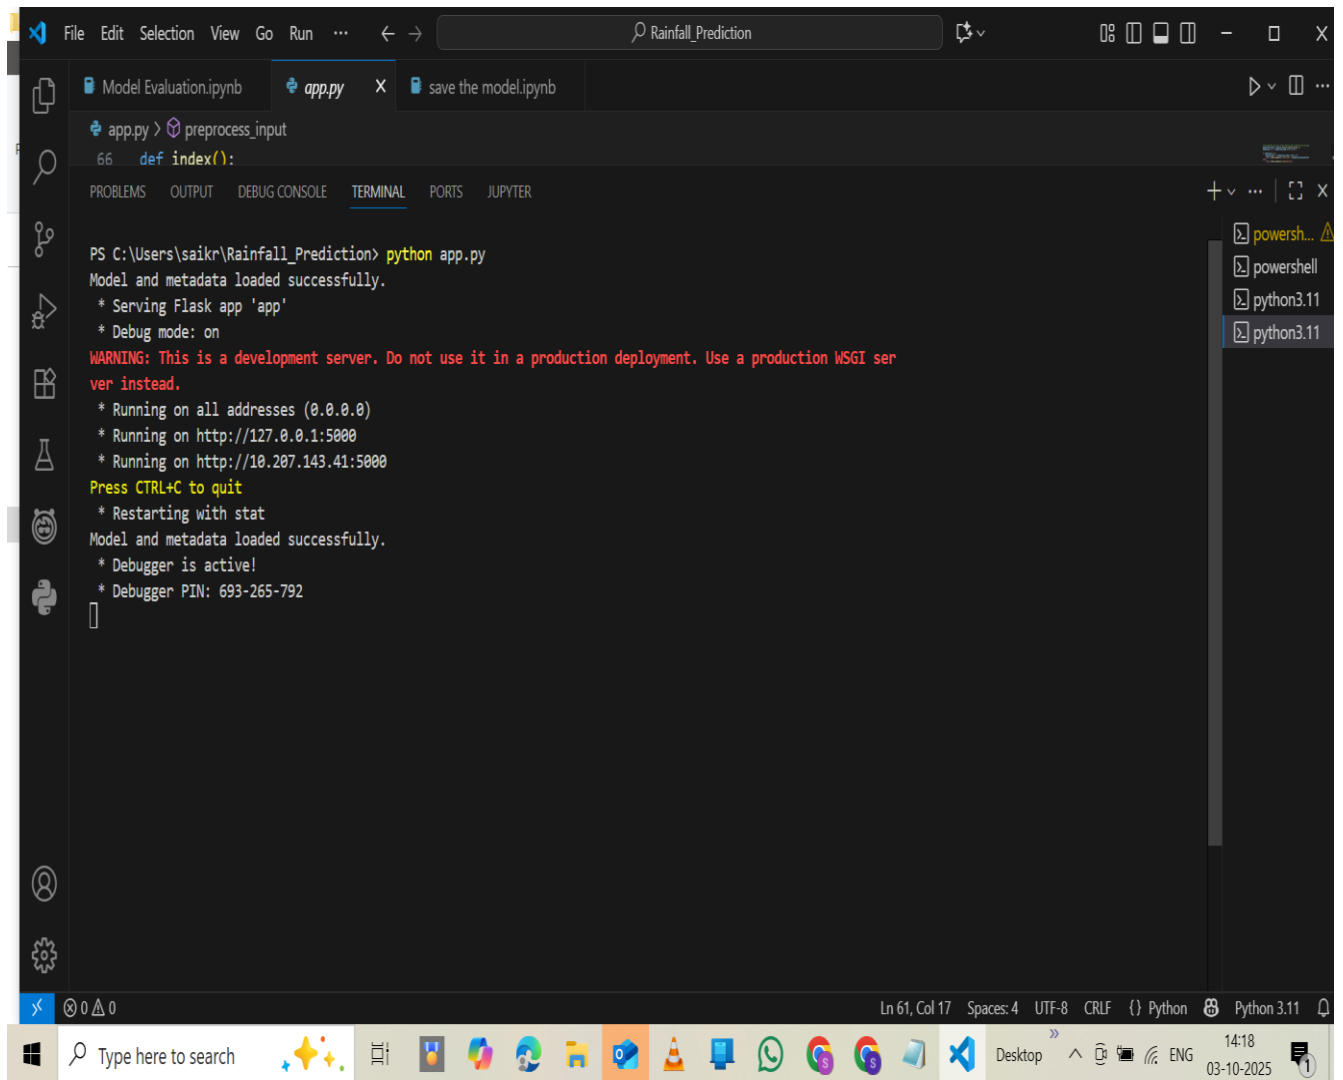 File Edit Selection View Go Run ··· Rainfall_Prediction
Model Evaluation.ipynb app.py X save the model.ipynb
app.py > preprocess_input
66 def index():
PROBLEMS OUTPUT DEBUG CONSOLE TERMINAL PORTS JUPYTER
PS C:\Users\saikr\Rainfall_Prediction> python app.py
Model and metadata loaded successfully.
* Serving Flask app 'app'
* Debug mode: on
WARNING: This is a development server. Do not use it in a production deployment. Use a production WSGI ser
ver instead.
* Running on all addresses (0.0.0.0)
* Running on http://127.0.0.1:5000
* Running on http://10.207.143.41:5000
Press CTRL+C to quit
* Restarting with stat
Model and metadata loaded successfully.
* Debugger is active!
* Debugger PIN: 693-265-792
powersh...
powershell
python3.11
python3.11
0 0 Ln 61, Col 17 Spaces: 4 UTF-8 CRLF {} Python Python 3.11
Type here to search Desktop ENG 14:18
03-10-2025 1